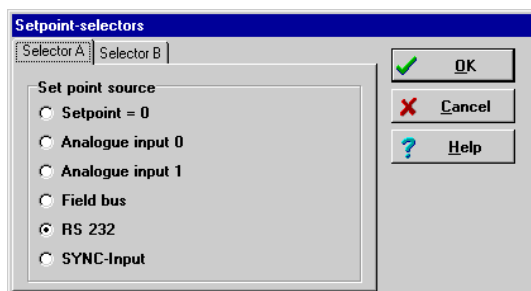 Setpoint-selectors
Selector A
Selector B
Set point source
Setpoint = 0
Analogue input 0
Analogue input 1
Field bus
RS 232
SYNC-Input
OK
Cancel
Help